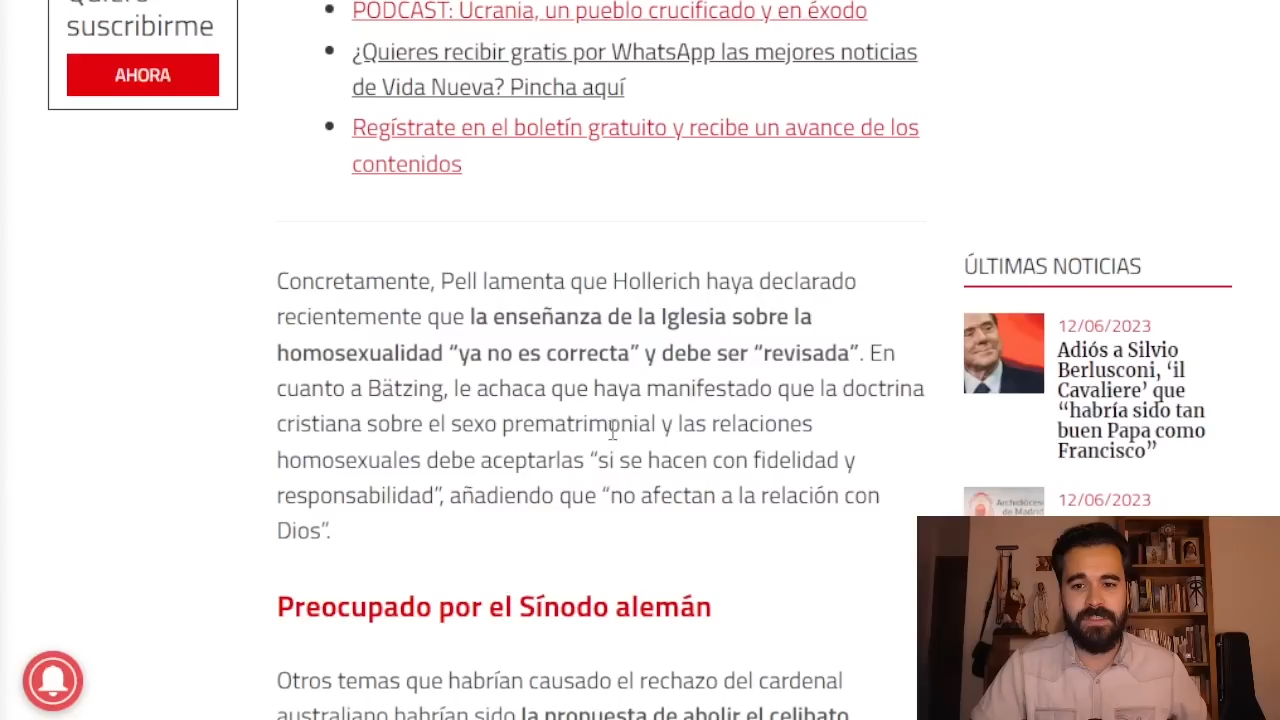 suscribirme
AHORA
PODCAST: Ucrania, un pueblo crucificado y en éxodo
¿Quieres recibir gratis por WhatsApp las mejores noticias
de Vida Nueva? Pincha aquí
Regístrate en el boletín gratuito y recibe un avance de los
contenidos
Concretamente, Pell lamenta que Hollerich haya declarado
recientemente que la enseñanza de la Iglesia sobre la
homosexualidad “ya no es correcta” y debe ser “revisada”. En
cuanto a Bätzing, le achaca que haya manifestado que la doctrina
cristiana sobre el sexo prematrimonial y las relaciones
homosexuales debe aceptarlas “si se hacen con fidelidad y
responsabilidad”, añadiendo que “no afectan a la relación con
Dios”.
Preocupado por el Sínodo alemán
Otros temas que habrían causado el rechazo del cardenal
australiano habrían sido la propuesta de abolir el celibato
ÚLTIMAS NOTICIAS
12/06/2023
Adiós a Silvio
Berlusconi, ‘il
Cavaliere’ que
“habría sido tan
buen Papa como
Francisco”
12/06/2023
Archidiócesis
de Madrid